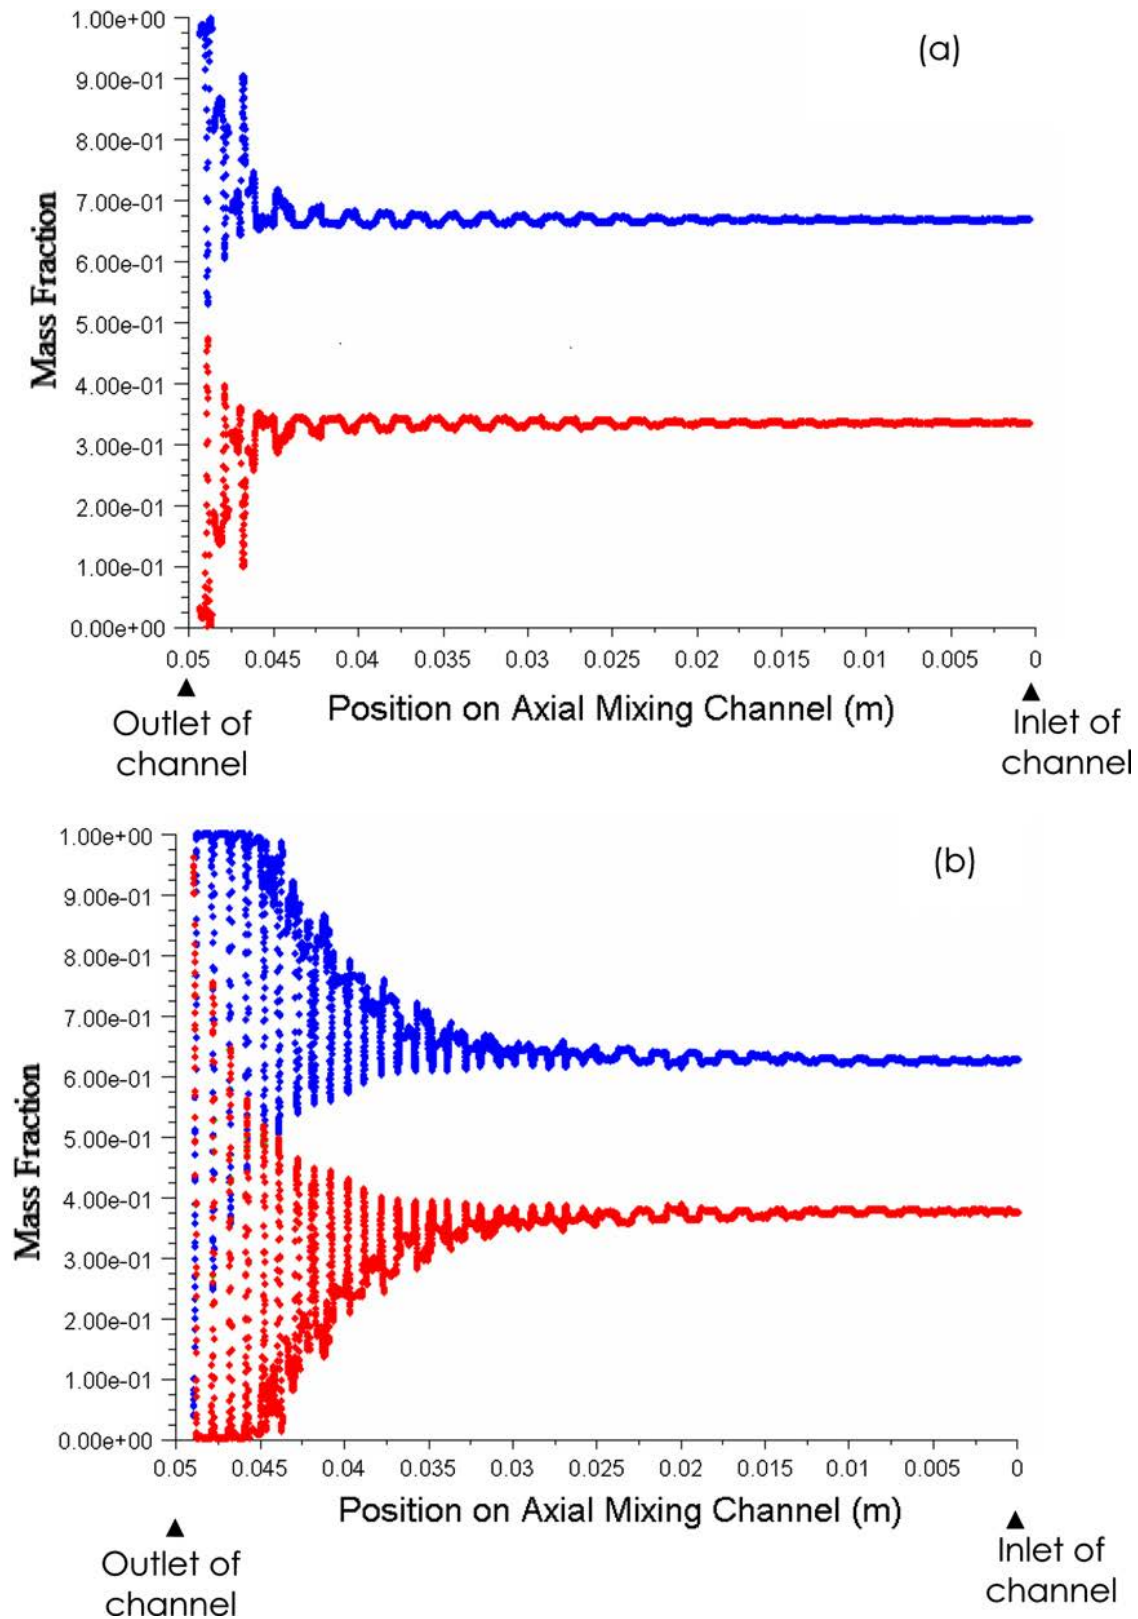 (a)
Mass Fraction
1.00e+00
9.00e-01
8.00e-01
7.00e-01
6.00e-01
5.00e-01
4.00e-01
3.00e-01
2.00e-01
1.00e-01
0.00e+00
0.05 0.045 0.04 0.035 0.03 0.025 0.02 0.015 0.01 0.005 0
Position on Axial Mixing Channel (m)
Outlet of
channel
Inlet of
channel
(b)
Mass Fraction
1.00e+00
9.00e-01
8.00e-01
7.00e-01
6.00e-01
5.00e-01
4.00e-01
3.00e-01
2.00e-01
1.00e-01
0.00e+00
0.05 0.045 0.04 0.035 0.03 0.025 0.02 0.015 0.01 0.005 0
Position on Axial Mixing Channel (m)
Outlet of
channel
Inlet of
channel